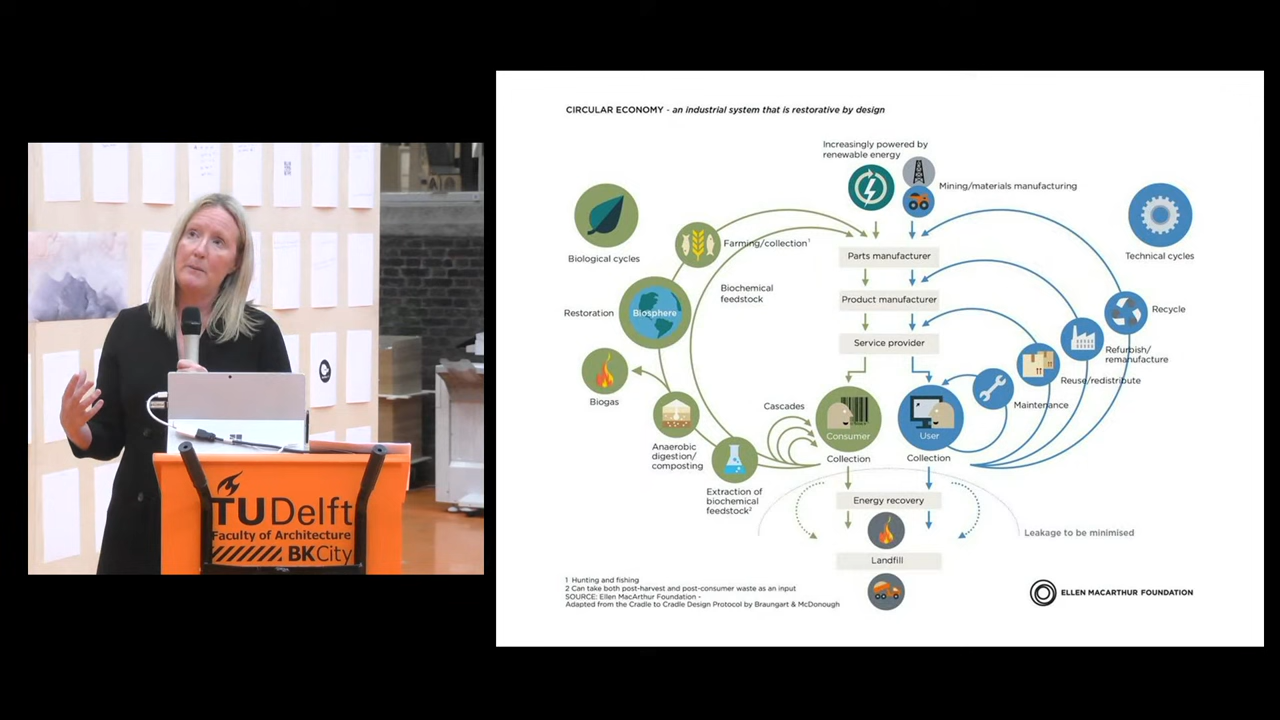 TUDelft
Faculty of Architecture
BKCity
CIRCULAR ECONOMY - an industrial system that is restorative by design
Increasingly powered by
renewable energy
Mining/materials manufacturing
Biological cycles
Technical cycles
Farming/collection¹
Parts manufacturer
Biochemical
feedstock
Product manufacturer
Restoration
Biosphere
Recycle
Service provider
Refurbish/
remanufacture
Reuse/redistribute
Biogas
Maintenance
Cascades
Consumer
User
Collection
Collection
Anaerobic
digestion/
composting
Extraction of
biochemical
feedstock²
Energy recovery
Leakage to be minimised
Landfill
1 Hunting and fishing
2 Can take both post-harvest and post-consumer waste as an input
SOURCE: Ellen MacArthur Foundation -
Adapted from the Cradle to Cradle Design Protocol by Braungart & McDonough
ELLEN MACARTHUR FOUNDATION